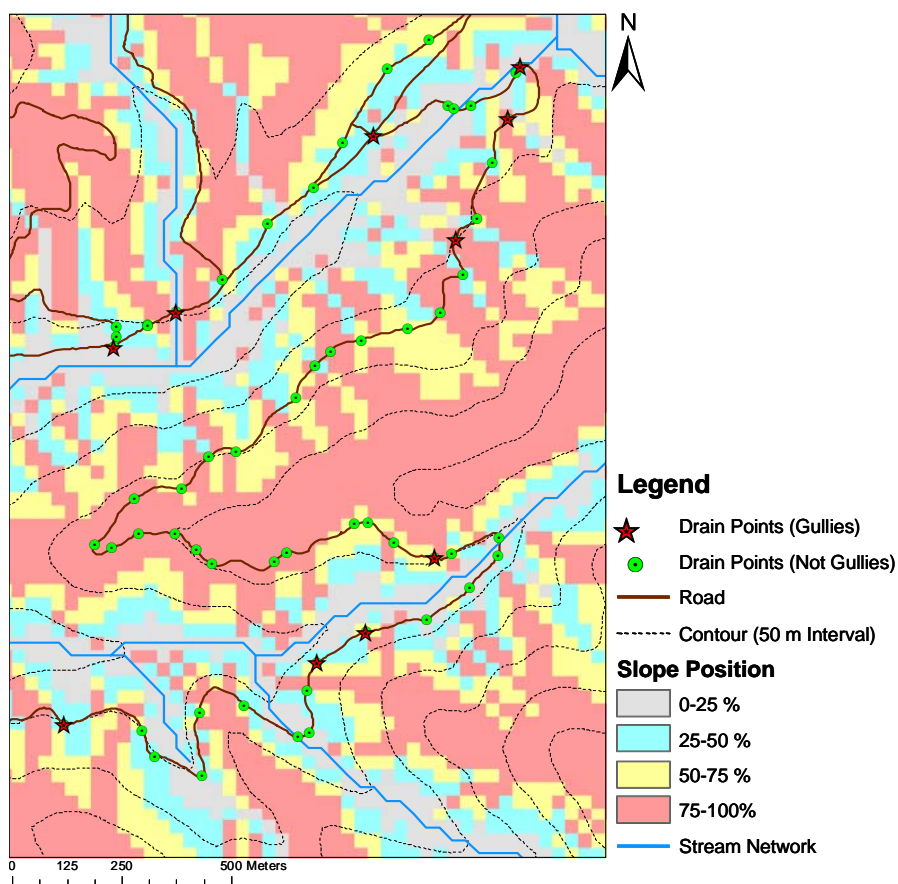 N
Legend
Drain Points (Gullies)
Drain Points (Not Gullies)
Road
Contour (50 m Interval)
Slope Position
0-25 %
25-50 %
50-75 %
75-100%
Stream Network
0 125 250 500 Meters